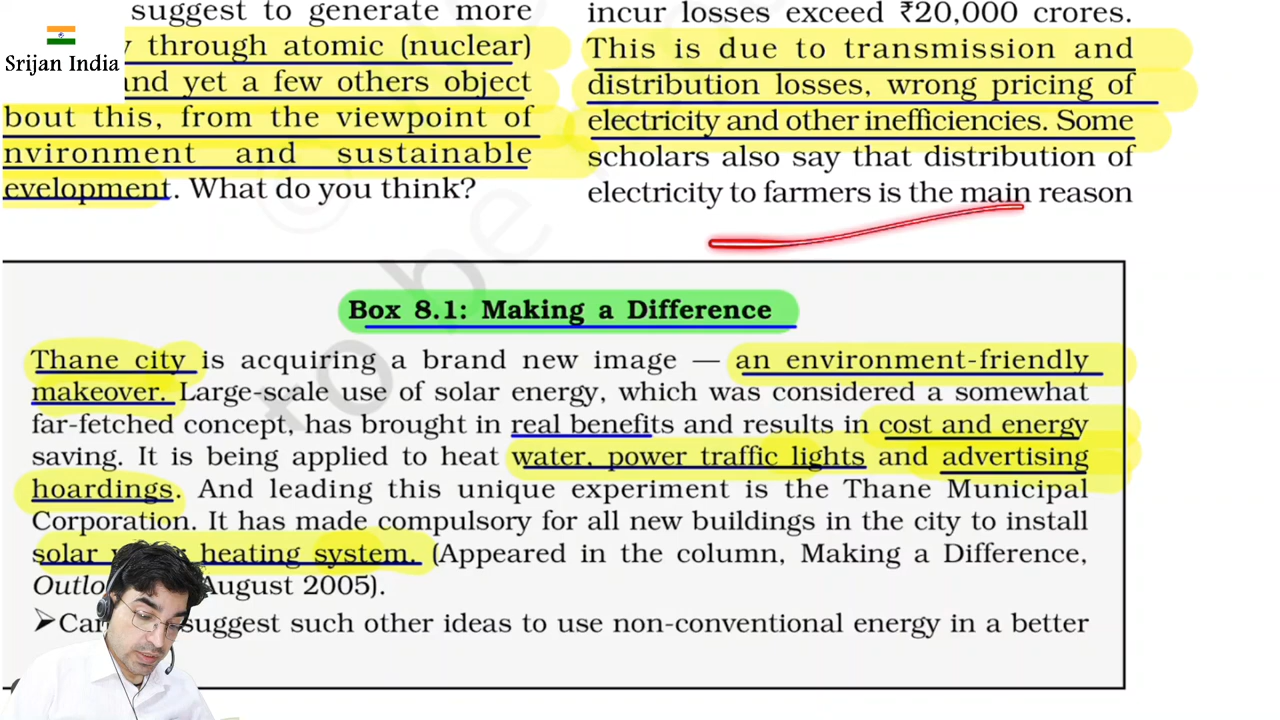 Srijan India
suggest to generate more
through atomic (nuclear)
and yet a few others object
bout this, from the viewpoint of
nvironment and sustainable
evelopment. What do you think?
incur losses exceed ₹20,000 crores.
This is due to transmission and
distribution losses, wrong pricing of
electricity and other inefficiencies. Some
scholars also say that distribution of
electricity to farmers is the main reason
to be
Box 8.1: Making a Difference
Thane city is acquiring a brand new image — an environment-friendly
makeover. Large-scale use of solar energy, which was considered a somewhat
far-fetched concept, has brought in real benefits and results in cost and energy
saving. It is being applied to heat water, power traffic lights and advertising
hoardings. And leading this unique experiment is the Thane Municipal
Corporation. It has made compulsory for all new buildings in the city to install
solar heating system. (Appeared in the column, Making a Difference,
Outlo August 2005).
➢Can suggest such other ideas to use non-conventional energy in a better